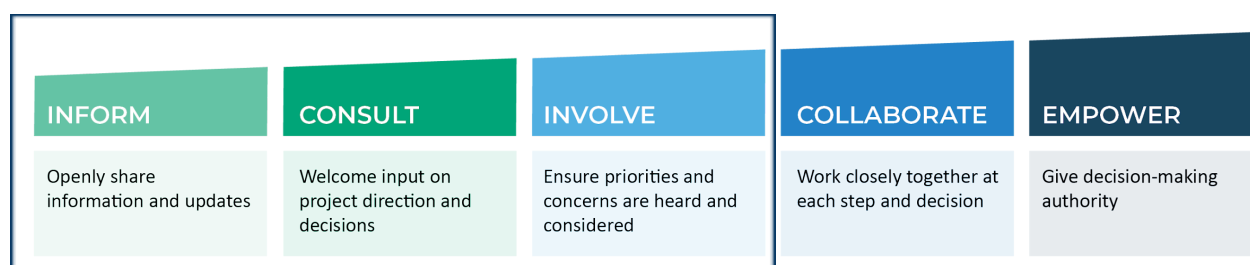 INFORM
Openly share
information and updates
CONSULT
Welcome input on
project direction and
decisions
INVOLVE
Ensure priorities and
concerns are heard and
considered
COLLABORATE
Work closely together at
each step and decision
EMPOWER
Give decision-making
authority